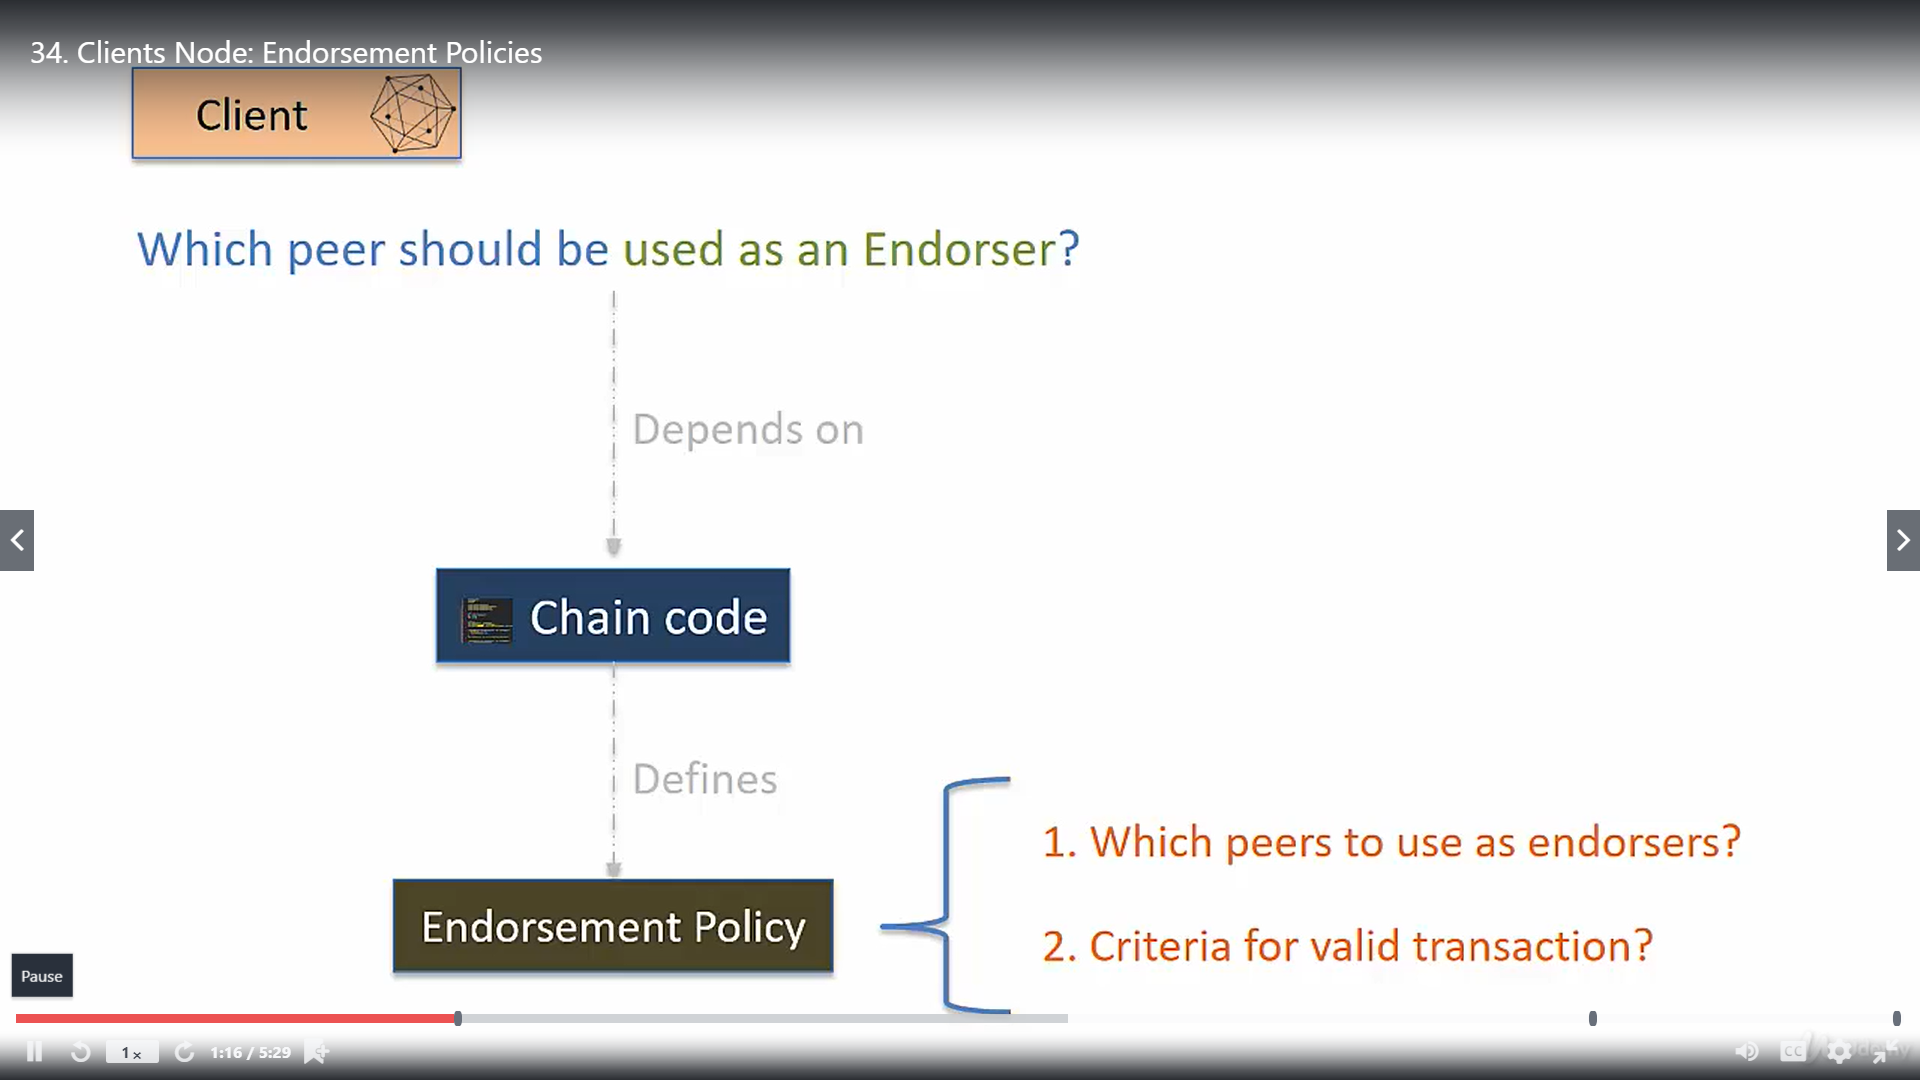 34. Clients Node: Endorsement Policies
Client
Which peer should be used as an Endorser?
Depends on
Chain code
Defines
Endorsement Policy
1. Which peers to use as endorsers?
2. Criteria for valid transaction?
Pause
1x
1:16 / 5:29
CC